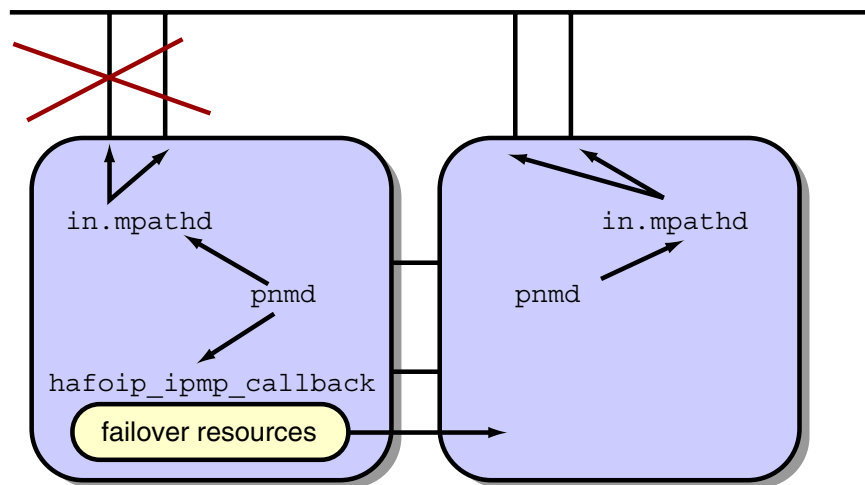 in.mpathd
in.mpathd
pnmd
pnmd
hafoip_ipmp_callback
failover resources